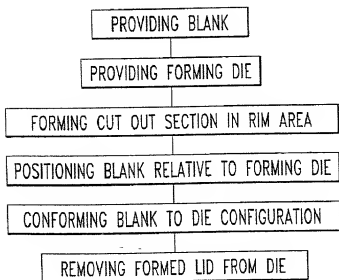 PROVIDING BLANK
PROVIDING FORMING DIE
FORMING CUT OUT SECTION IN RIM AREA
POSITIONING BLANK RELATIVE TO FORMING DIE
CONFORMING BLANK TO DIE CONFIGURATION
REMOVING FORMED LID FROM DIE